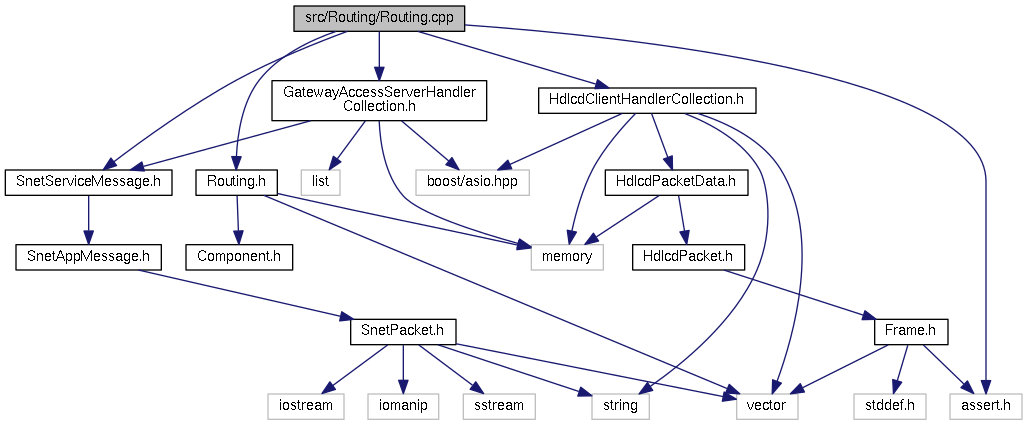 src/Routing/Routing.cpp
GatewayAccessServerHandler
Collection.h
HdlcdClientHandlerCollection.h
SnetServiceMessage.h
Routing.h
list
boost/asio.hpp
HdlcdPacketData.h
SnetAppMessage.h
Component.h
memory
HdlcdPacket.h
SnetPacket.h
Frame.h
iostream
iomanip
sstream
string
vector
stddef.h
assert.h